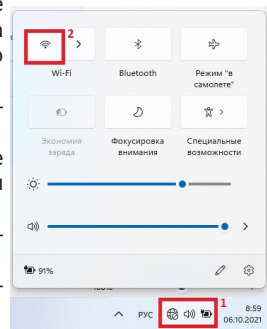 2
Wi-Fi
Bluetooth
Режим "в самолете"
Экономия заряда
Фокусировка внимания
Специальные возможности
91%
1
РУС
8:59
06.10.2021